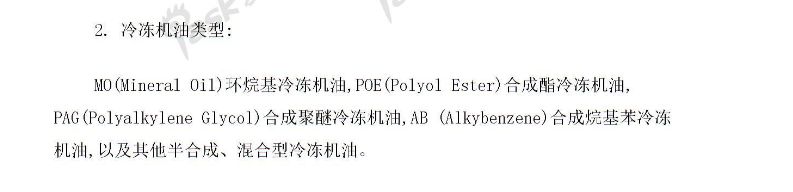 2. 冷冻机油类型:
MO(Mineral Oil)环烷基冷冻机油,POE(Polyol Ester)合成酯冷冻机油,
PAG(Polyalkylene Glycol)合成聚醚冷冻机油,AB (Alkybenzene)合成烷基苯冷冻
机油,以及其他半合成、混合型冷冻机油。